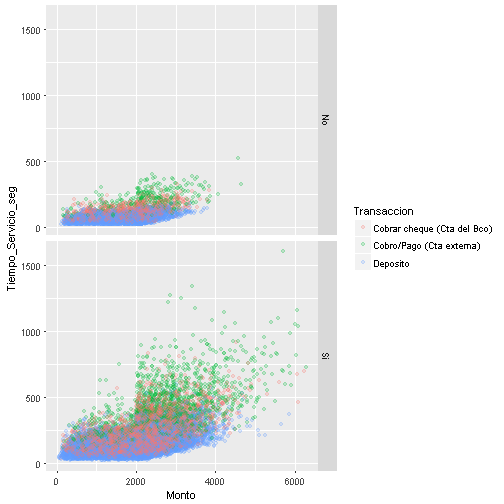 1500
1000
500
0
No
Tiempo_Servicio_seg
1500
1000
500
0
Si
0
2000
4000
6000
Monto
Transaccion
Cobrar cheque (Cta del Bco)
Cobro/Pago (Cta externa)
Deposito